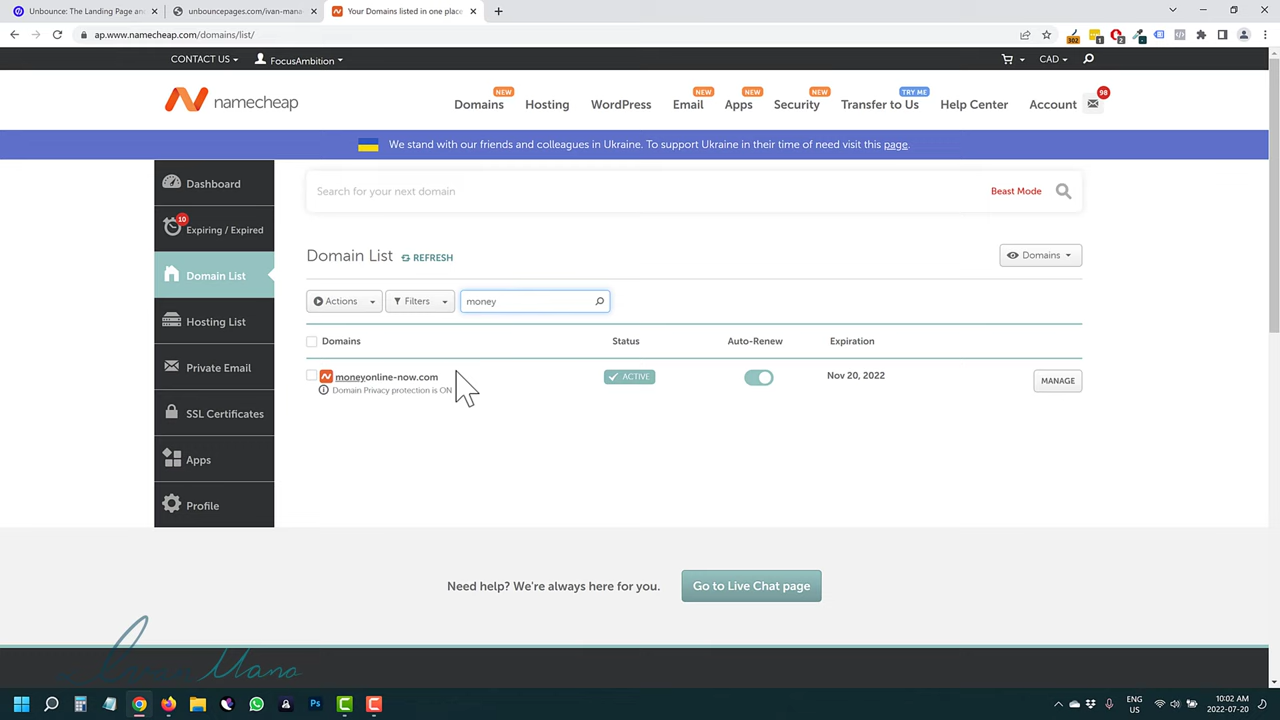 Unbounce: The Landing Page an
unbouncepages.com/ivan-mana
Your Domains listed in one place
ap.www.namecheap.com/domains/list/
302
1
2
CONTACT US
FocusAmbition
CAD
namecheap
NEW
NEW
NEW
NEW
TRY ME
98
Domains
Hosting
WordPress
Email
Apps
Security
Transfer to Us
Help Center
Account
We stand with our friends and colleagues in Ukraine. To support Ukraine in their time of need visit this page.
Dashboard
10
Expiring / Expired
Domain List
Hosting List
Private Email
SSL Certificates
Apps
Profile
Search for your next domain
Beast Mode
Domain List
REFRESH
Domains
Actions
Filters
money
Domains
Status
Auto-Renew
Expiration
moneyonline-now.com
ACTIVE
Nov 20, 2022
MANAGE
Domain Privacy protection is ON
Need help? We're always here for you.
Go to Live Chat page
Ps
ENG
US
10:02 AM
2022-07-20